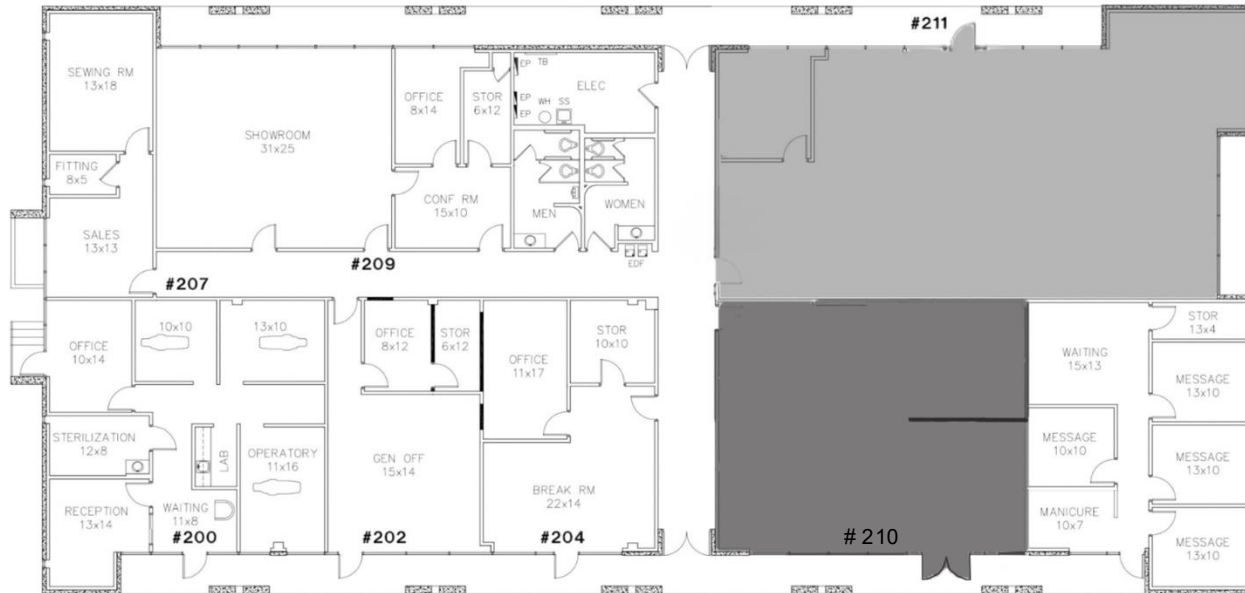 #211
SEWING RM
13x18
EP TB
ELEC
EP
WH SS
EP
OFFICE
8x14
STOR
6x12
SHOWROOM
31x25
FITTING
8x5
CONF RM
15x10
MEN
WOMEN
SALES
13x13
EDF
#209
#207
10x10
13x10
OFFICE
8x12
STOR
6x12
STOR
10x10
STOR
13x4
OFFICE
10x14
OFFICE
11x17
WAITING
15x13
MESSAGE
13x10
STERILIZATION
12x8
LAB
OPERATORY
11x16
GEN OFF
15x14
MESSAGE
10x10
MESSAGE
13x10
BREAK RM
22x14
RECEPTION
13x14
WAITING
11x8
MANICURE
10x7
MESSAGE
13x10
#200
#202
#204
# 210